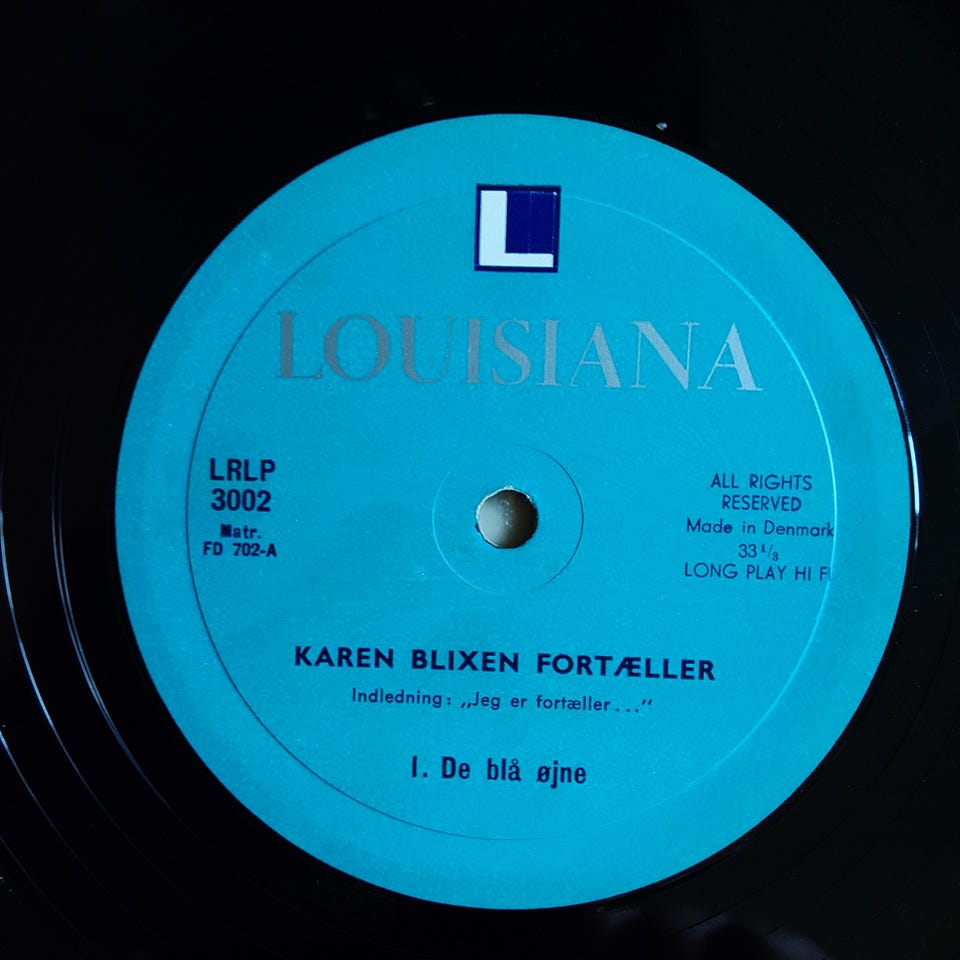 L
LOUISIANA
LRLP
3002
Matr.
FD 702-A
ALL RIGHTS
RESERVED
Made in Denmark
33 1/3
LONG PLAY HI FI
KAREN BLIXEN FORTÆLLER
Indledning: „Jeg er fortæller..."
1. De blå øjne